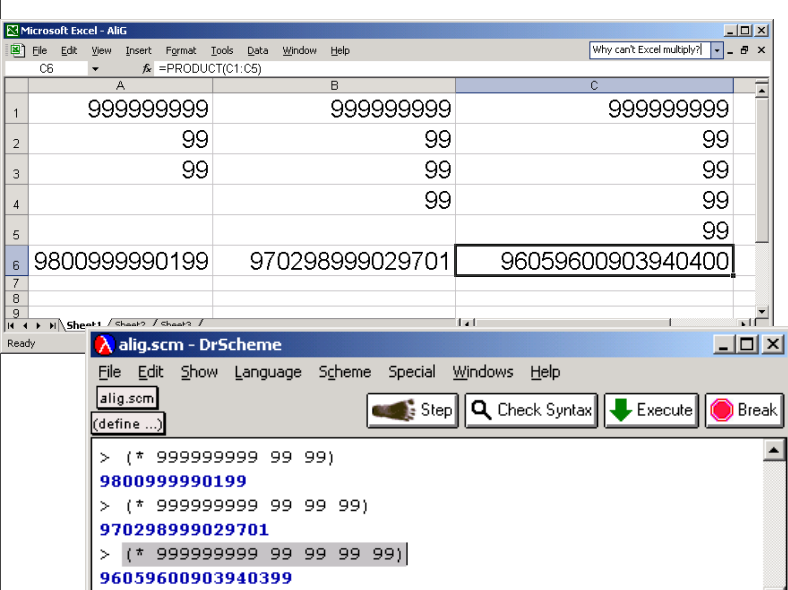 Microsoft Excel - AliG
File Edit View Insert Format Tools Data Window Help Why can't Excel multiply?
C6 fx =PRODUCT(C1:C5)
A B C
1 999999999 999999999 999999999
2 99 99 99
3 99 99 99
4 99 99
5 99
6 9800999990199 970298999029701 96059600903940400
7
8
9
Sheet1 Sheet2 Sheet3
Ready
alig.scm - DrScheme
File Edit Show Language Scheme Special Windows Help
alig.scm
(define ...) Step Check Syntax Execute Break
> (* 999999999 99 99)
9800999990199
> (* 999999999 99 99 99)
970298999029701
> (* 999999999 99 99 99 99)
96059600903940399